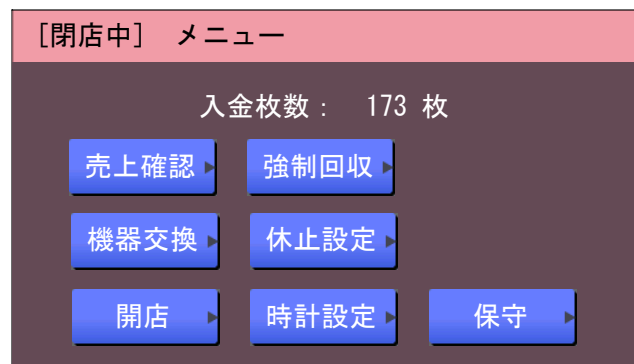 [閉店中] メニュー
入金枚数： 173 枚
売上確認 強制回収
機器交換 休止設定
開店 時計設定 保守